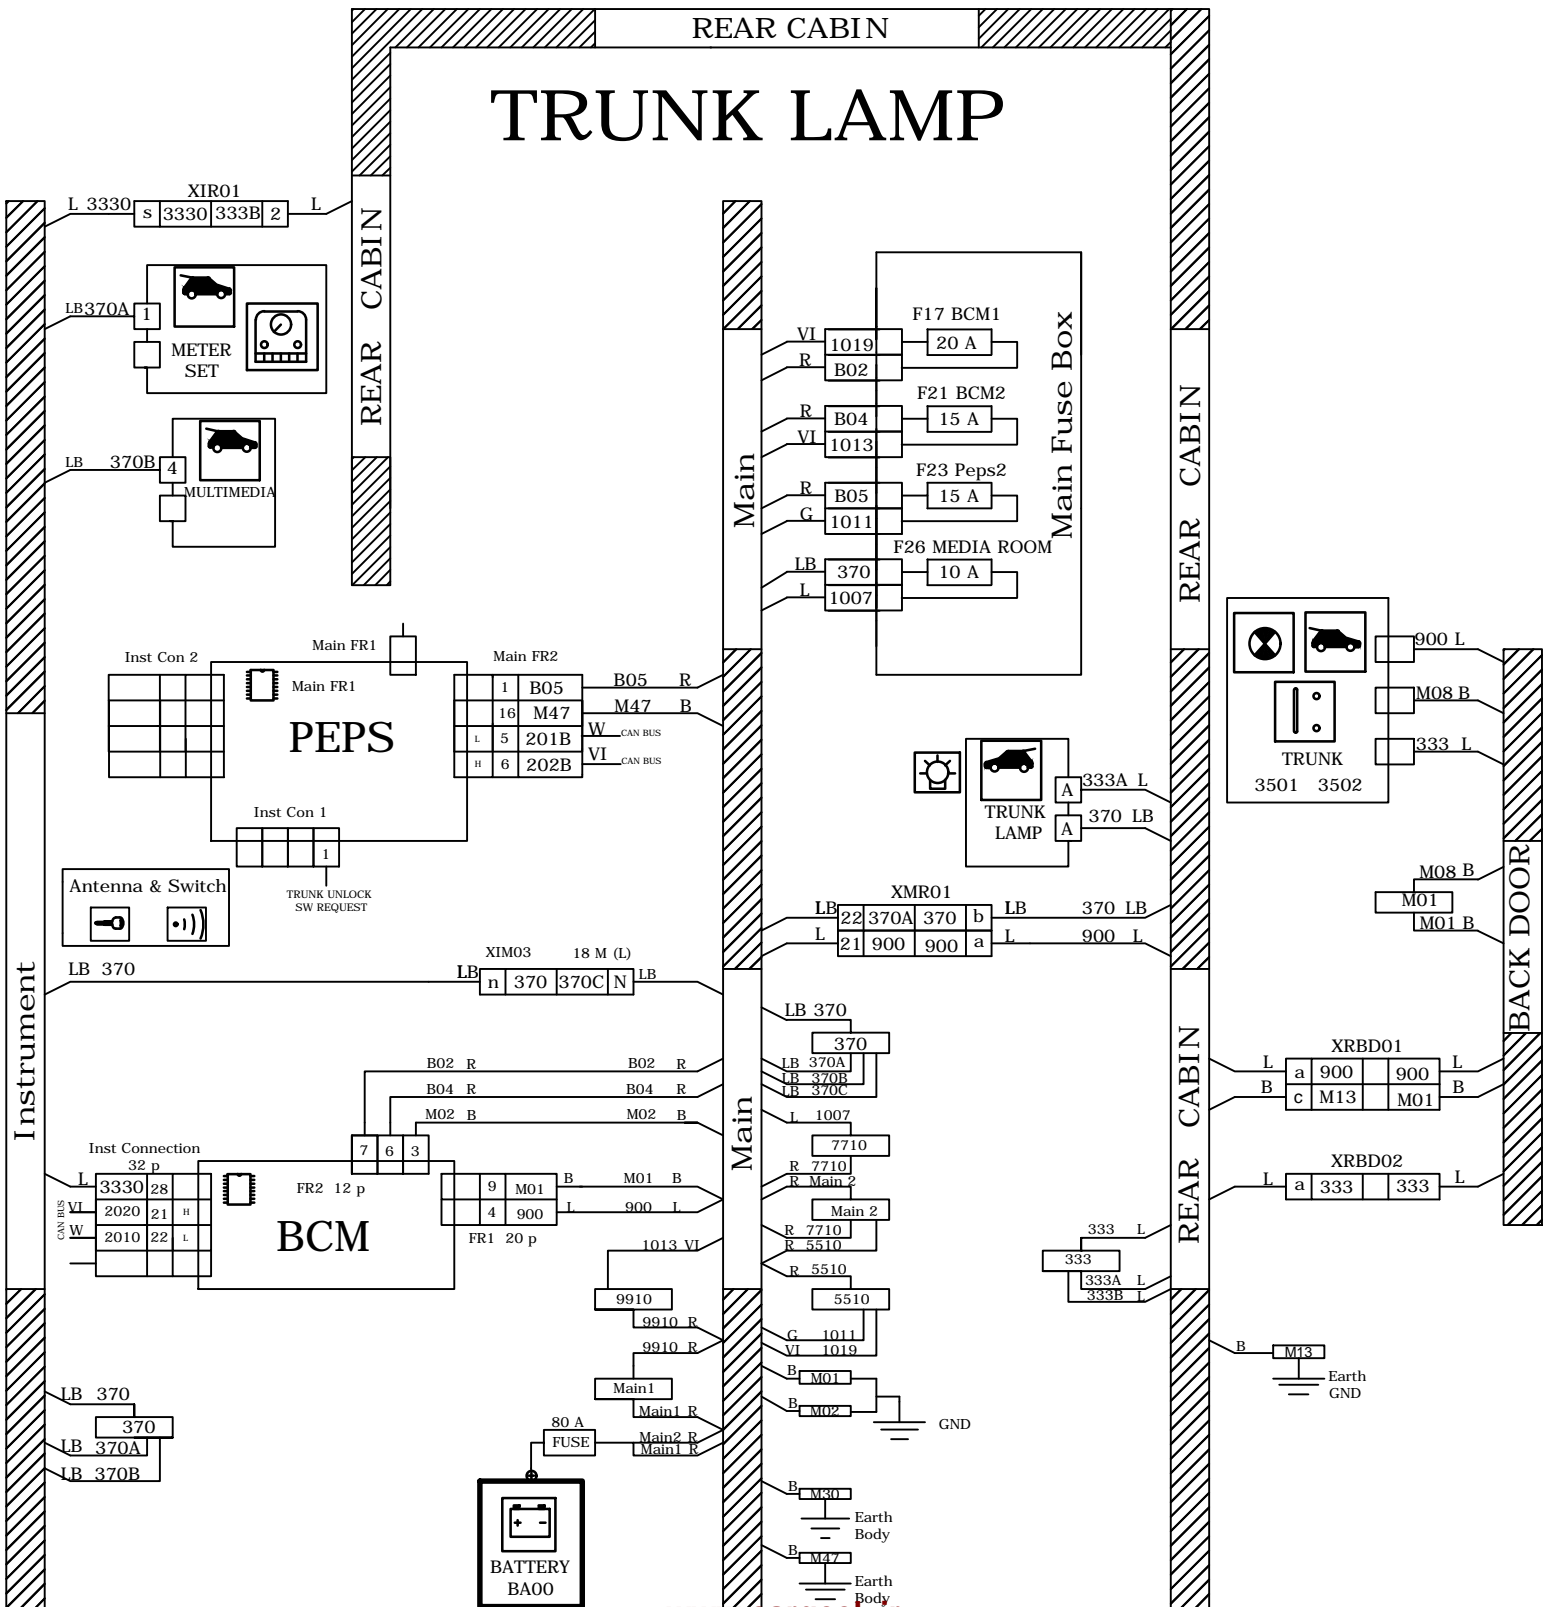 REAR CABIN
TRUNK LAMP
XIR01
L 3330 s 3330 333B 2 L
REAR CABIN
LB 370A 1
METER
SET
LB 370B 4
MULTIMEDIA
Main
Main Fuse Box
F17 BCM1
VI 1019 20 A
R B02
F21 BCM2
R B04 15 A
VI 1013
F23 Peps2
R B05 15 A
G 1011
F26 MEDIA ROOM
LB 370 10 A
L 1007
REAR CABIN
Inst Con 2
Main FR1
Main FR1
Main FR2
PEPS
1 B05 B05 R
16 M47 M47 B
L 5 201B W CAN BUS
H 6 202B VI CAN BUS
Inst Con 1
1
TRUNK UNLOCK
SW REQUEST
Antenna & Switch
900 L
M08 B
333 L
TRUNK
3501 3502
TRUNK
LAMP
A 333A L
A 370 LB
BACK DOOR
M08 B
M01
M01 B
XMR01
LB 22 370A 370 b LB 370 LB
L 21 900 900 a L 900 L
Instrument
LB 370
XIM03 18 M (L)
LB n 370 370C N LB
LB 370
370
LB 370A
LB 370B
LB 370C
B02 R B02 R
B04 R B04 R
M02 B M02 B
7 6 3
FR2 12 p
Main
L 1007
7710
R 7710
R Main 2
Main 2
R 7710
R 5510
R 5510
5510
G 1011
VI 1019
B M01
B M02
GND
Inst Connection
32 p
L 3330 28
CAN BUS
VI 2020 21 H
W 2010 22 L
BCM
9 M01 B M01 B
4 900 L 900 L
FR1 20 p
1013 VI
9910
9910 R
9910 R
Main1
Main1 R
80 A
FUSE
Main2 R
Main1 R
BATTERY
BA00
REAR CABIN
XRBD01
L a 900 900 L
B c M13 M01 B
XRBD02
L a 333 333 L
333 L
333
333A L
333B L
B M13
Earth
GND
LB 370
370
LB 370A
LB 370B
B M30
Earth
Body
B M47
Earth
Body